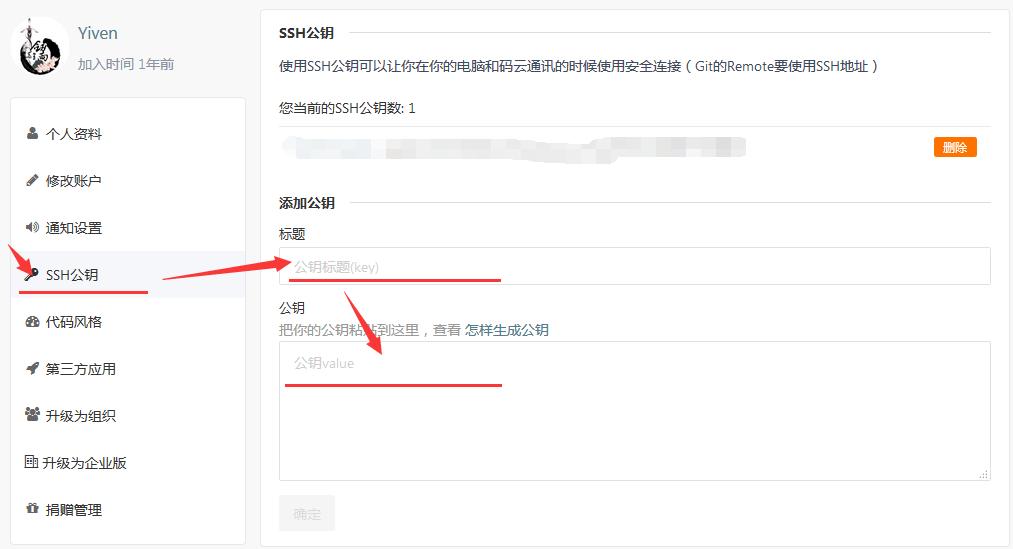 Yiven
加入时间 1年前
个人资料
修改账户
通知设置
SSH公钥
代码风格
第三方应用
升级为组织
升级为企业版
捐赠管理
SSH公钥
使用SSH公钥可以让你在你的电脑和码云通讯的时候使用安全连接（Git的Remote要使用SSH地址）
您当前的SSH公钥数: 1
删除
添加公钥
标题
公钥标题(key)
公钥
把你的公钥粘贴到这里，查看 怎样生成公钥
公钥value
确定